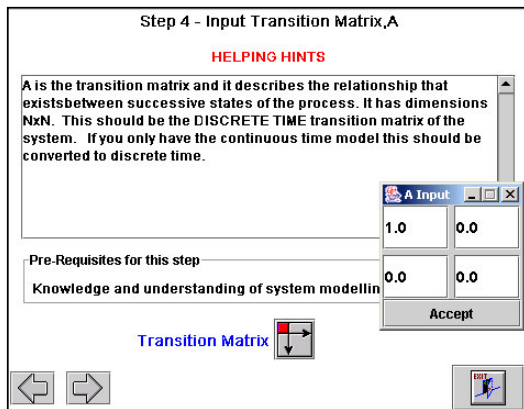 Step 4 - Input Transition Matrix,A
HELPING HINTS
A is the transition matrix and it describes the relationship that
existsbetween successive states of the process. It has dimensions
NxN. This should be the DISCRETE TIME transition matrix of the
system. If you only have the continuous time model this should be
converted to discrete time.
A Input
1.0 0.0
0.0 0.0
Accept
Pre-Requisites for this step
Knowledge and understanding of system modellin
Transition Matrix
EXIT